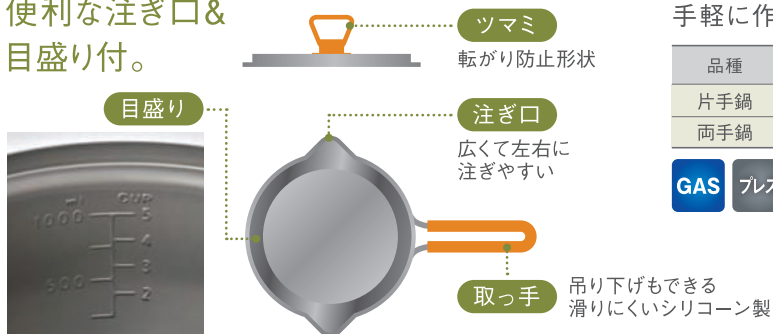 便利な注ぎ口&
目盛り付。
ツマミ
転がり防止形状
目盛り
注ぎ口
広くて左右に
注ぎやすい
ml CUP
1000 5
4
500 3
2
取っ手
吊り下げもできる
滑りにくいシリコーン製
手軽に作
品種
片手鍋
両手鍋
GAS
プレス